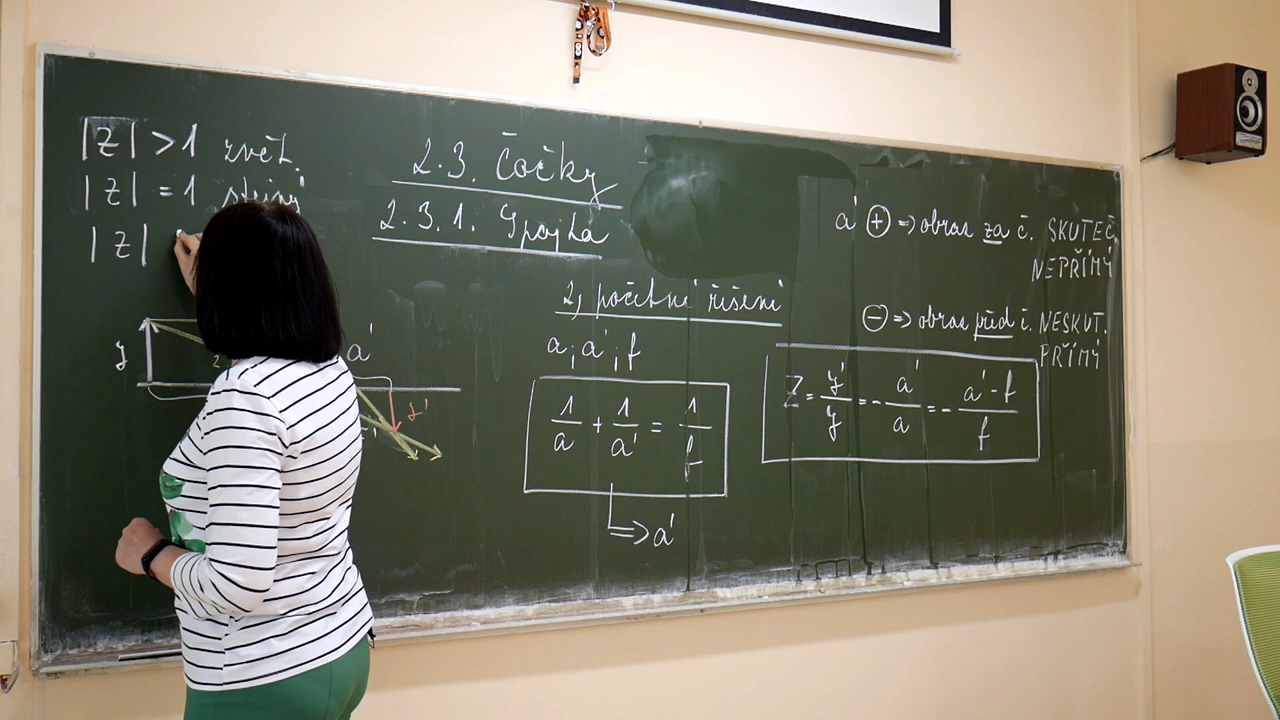 |Z| > 1 zvět.
|Z| = 1 stejný
|Z|
y
a'
y'
2.3. Čočky
2.3.1. Spojka
2, početní řešení
a, a', f
1/a + 1/a' = 1/f
=> a'
a' ⊕ => obraz za č. SKUTEČ.
NEPŘÍMÝ
⊖ => obraz před č. NESKUT.
PŘÍMÝ
Z = y'/y = - a'/a = - (a' - f)/f